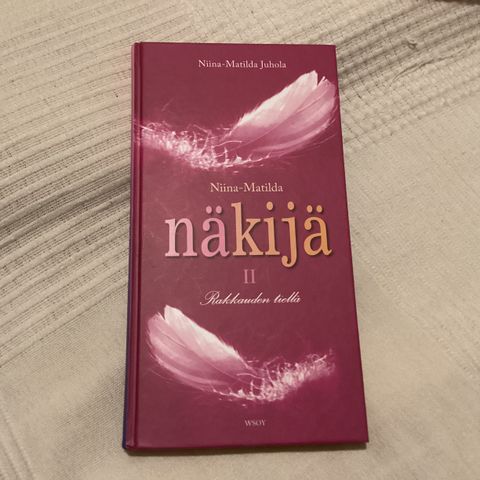 Niina-Matilda Juhola
Niina-Matilda
näkijä
II
Rakkauden tiellä
WSOY